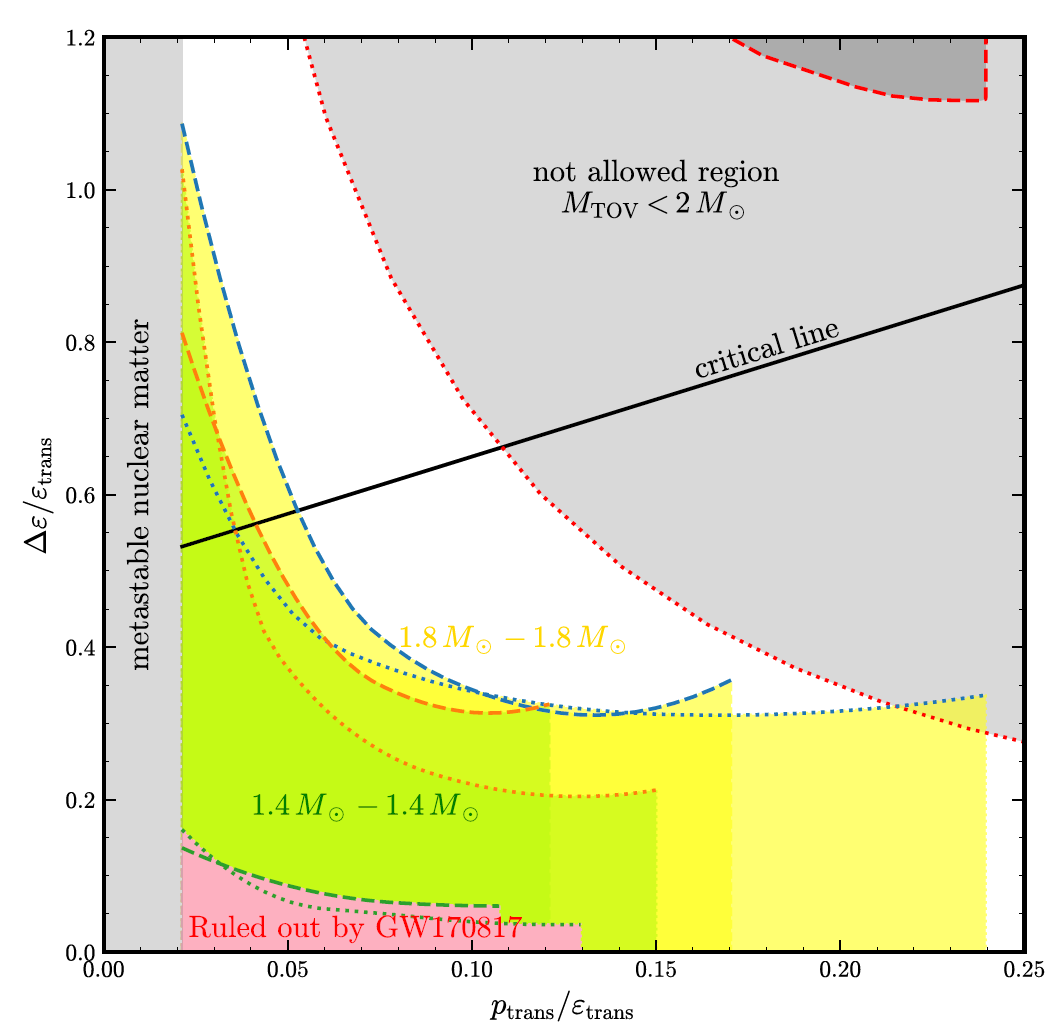 1.2
1.0
0.8
0.6
0.4
0.2
0.0
Δε/ε_trans
metastable nuclear matter
not allowed region
M_TOV < 2 M_⊙
critical line
1.8 M_⊙ − 1.8 M_⊙
1.4 M_⊙ − 1.4 M_⊙
Ruled out by GW170817
0.00 0.05 0.10 0.15 0.20 0.25
p_trans/ε_trans